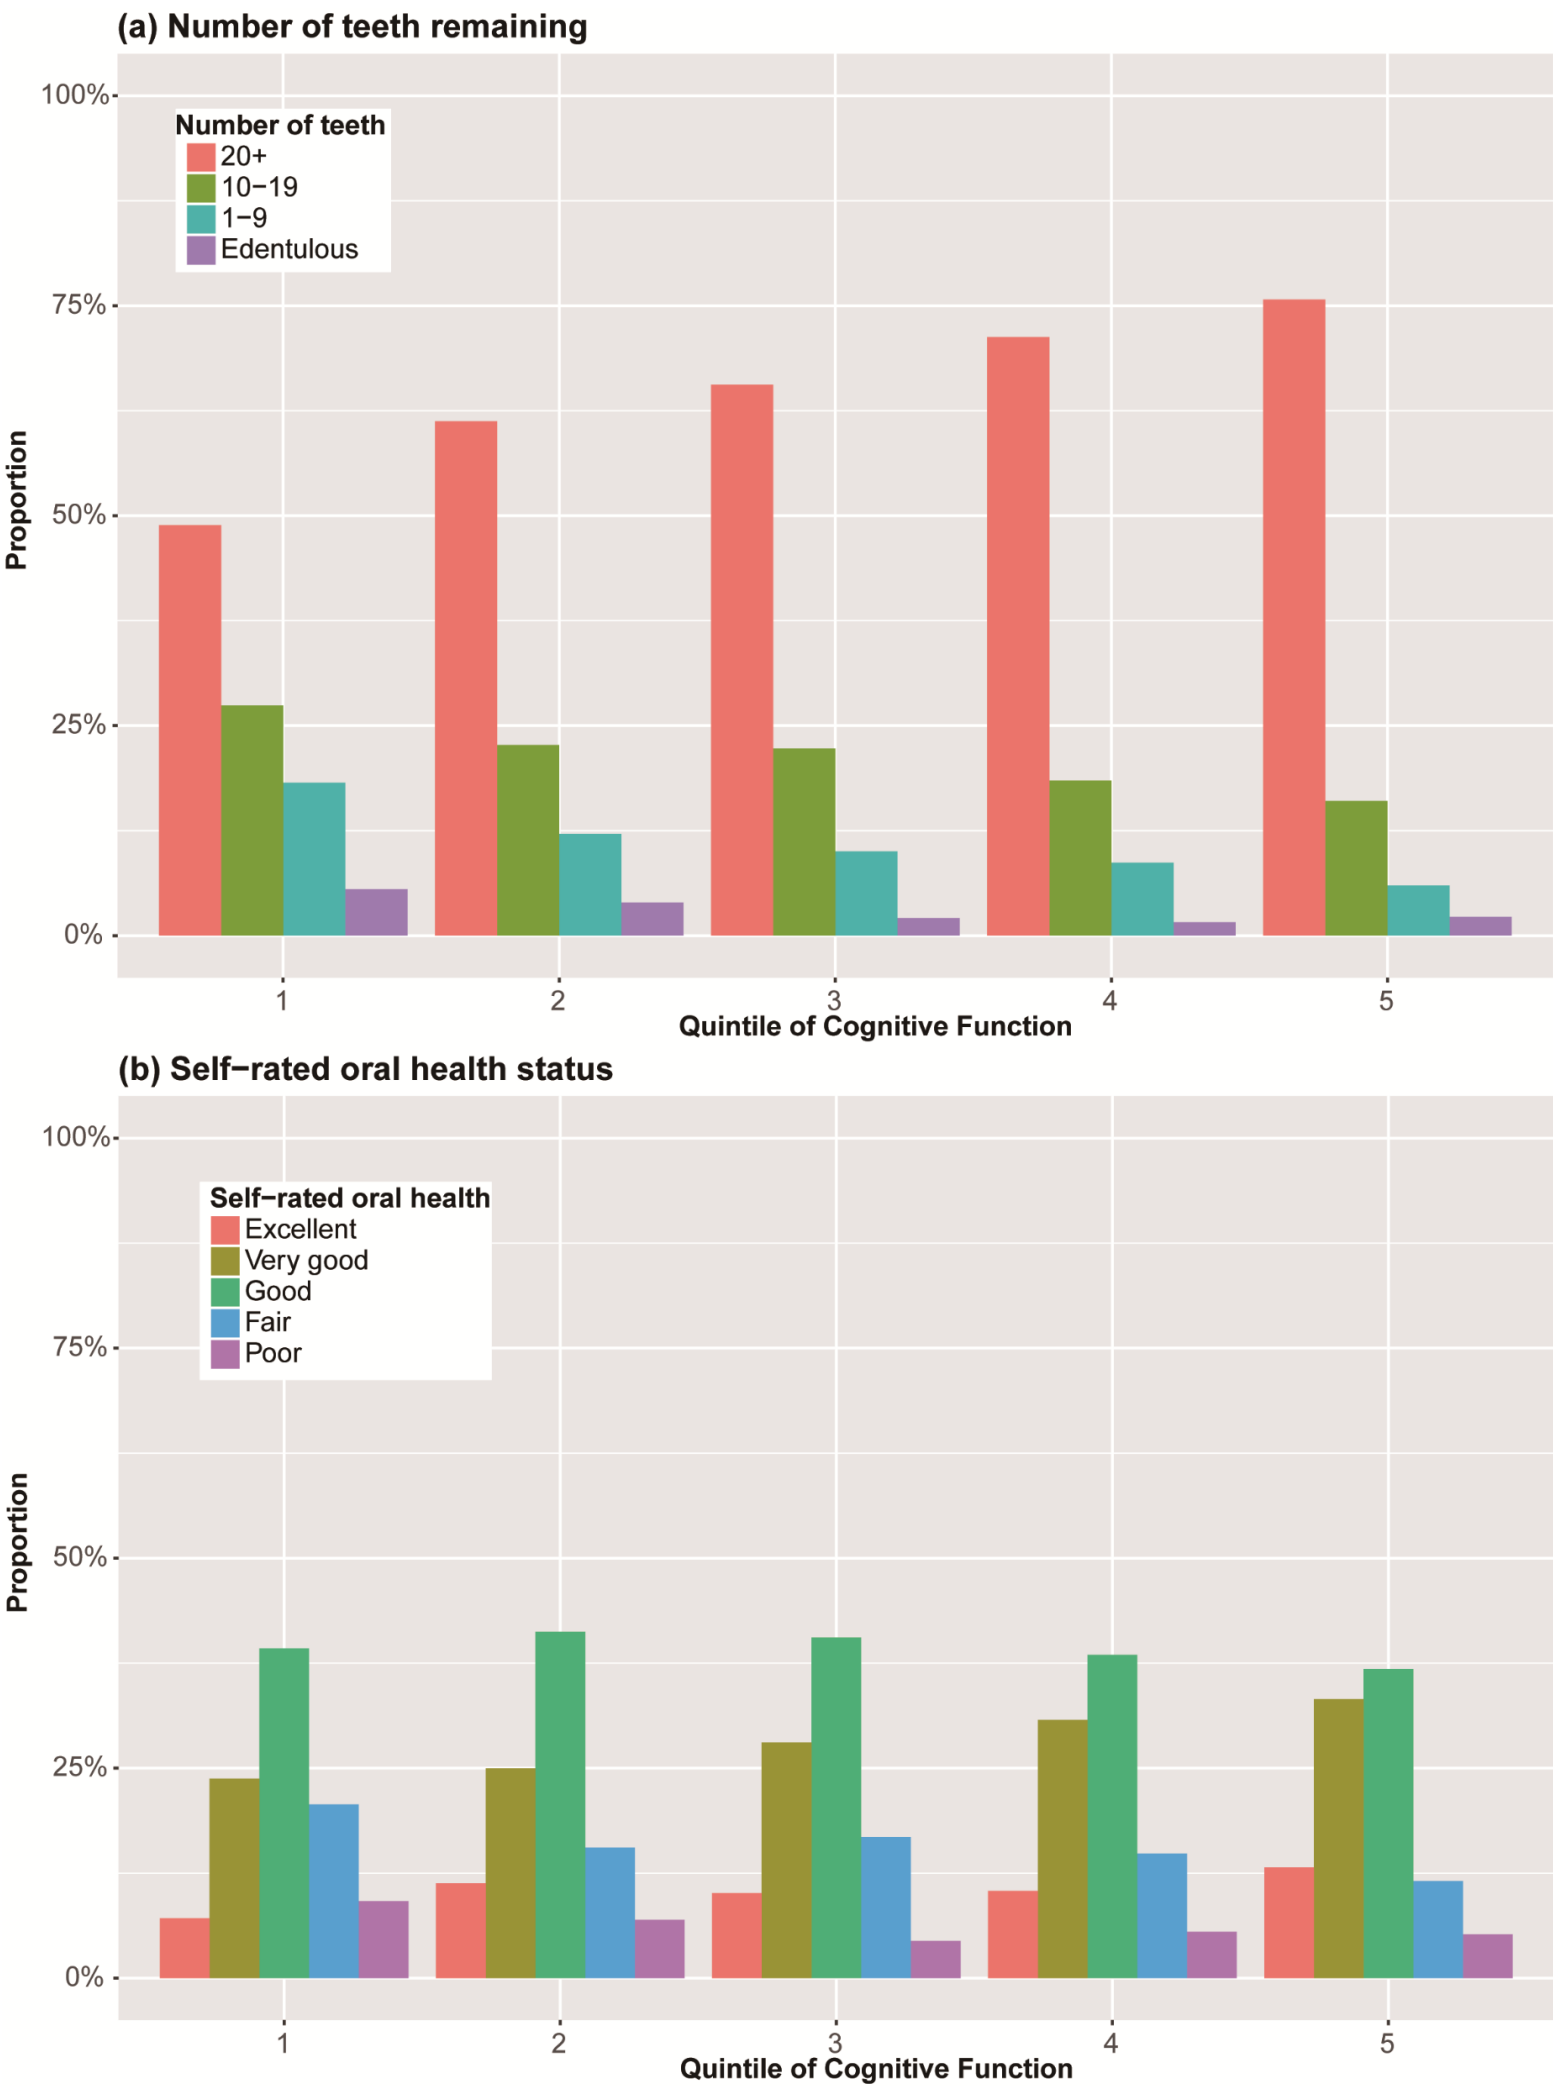 (a) Number of teeth remaining
100%
75%
50%
25%
0%
Proportion
Number of teeth
20+
10−19
1−9
Edentulous
1 2 3 4 5
Quintile of Cognitive Function
(b) Self−rated oral health status
100%
75%
50%
25%
0%
Proportion
Self−rated oral health
Excellent
Very good
Good
Fair
Poor
1 2 3 4 5
Quintile of Cognitive Function